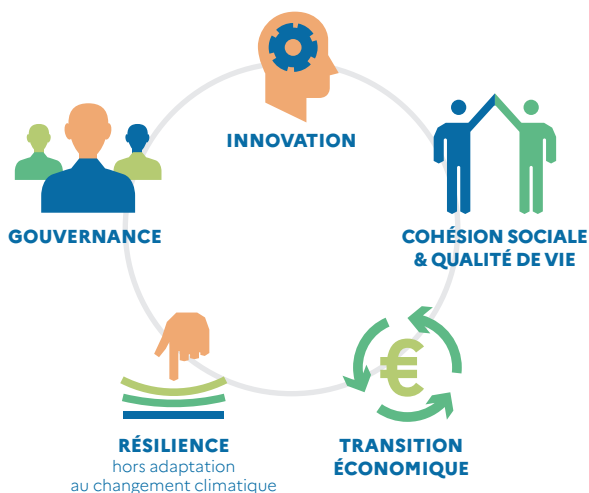 INNOVATION
GOUVERNANCE
COHÉSION SOCIALE
& QUALITÉ DE VIE
€
RÉSILIENCE
hors adaptation
au changement climatique
TRANSITION
ÉCONOMIQUE